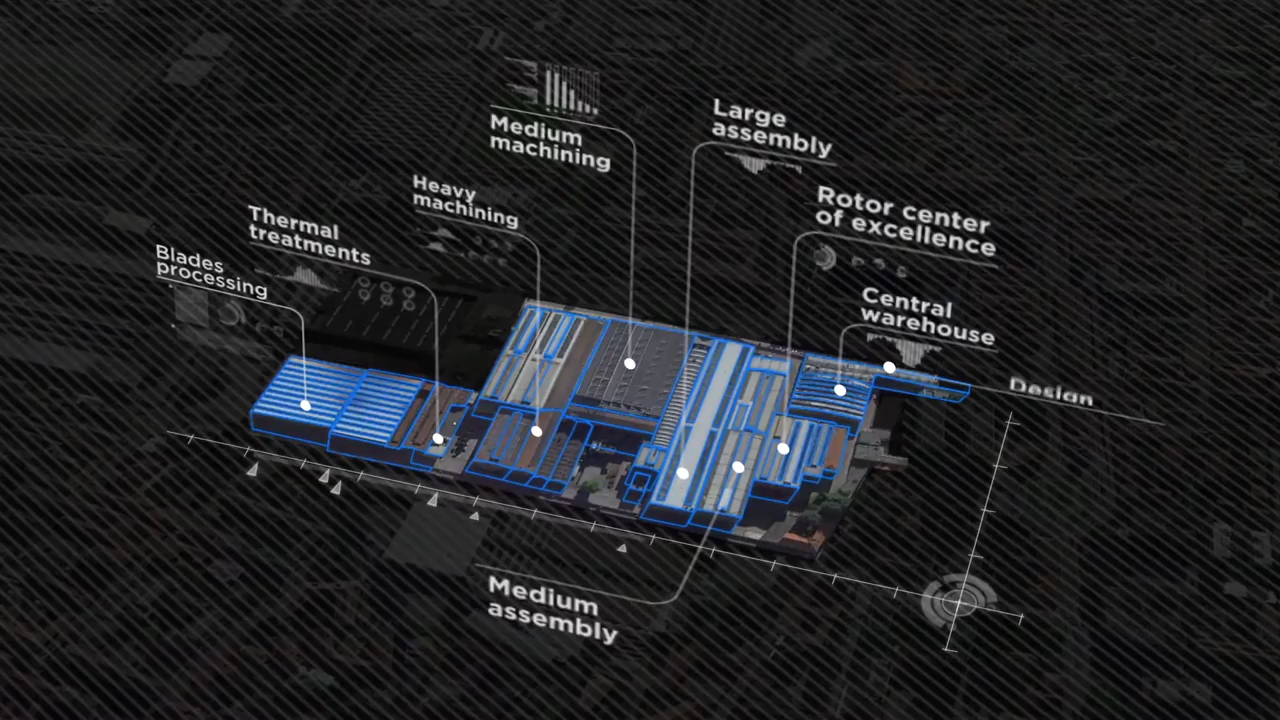 Medium
machining
Large
assembly
Heavy
machining
Rotor center
of excellence
Thermal
treatments
Blades
processing
Central
warehouse
Design
Medium
assembly